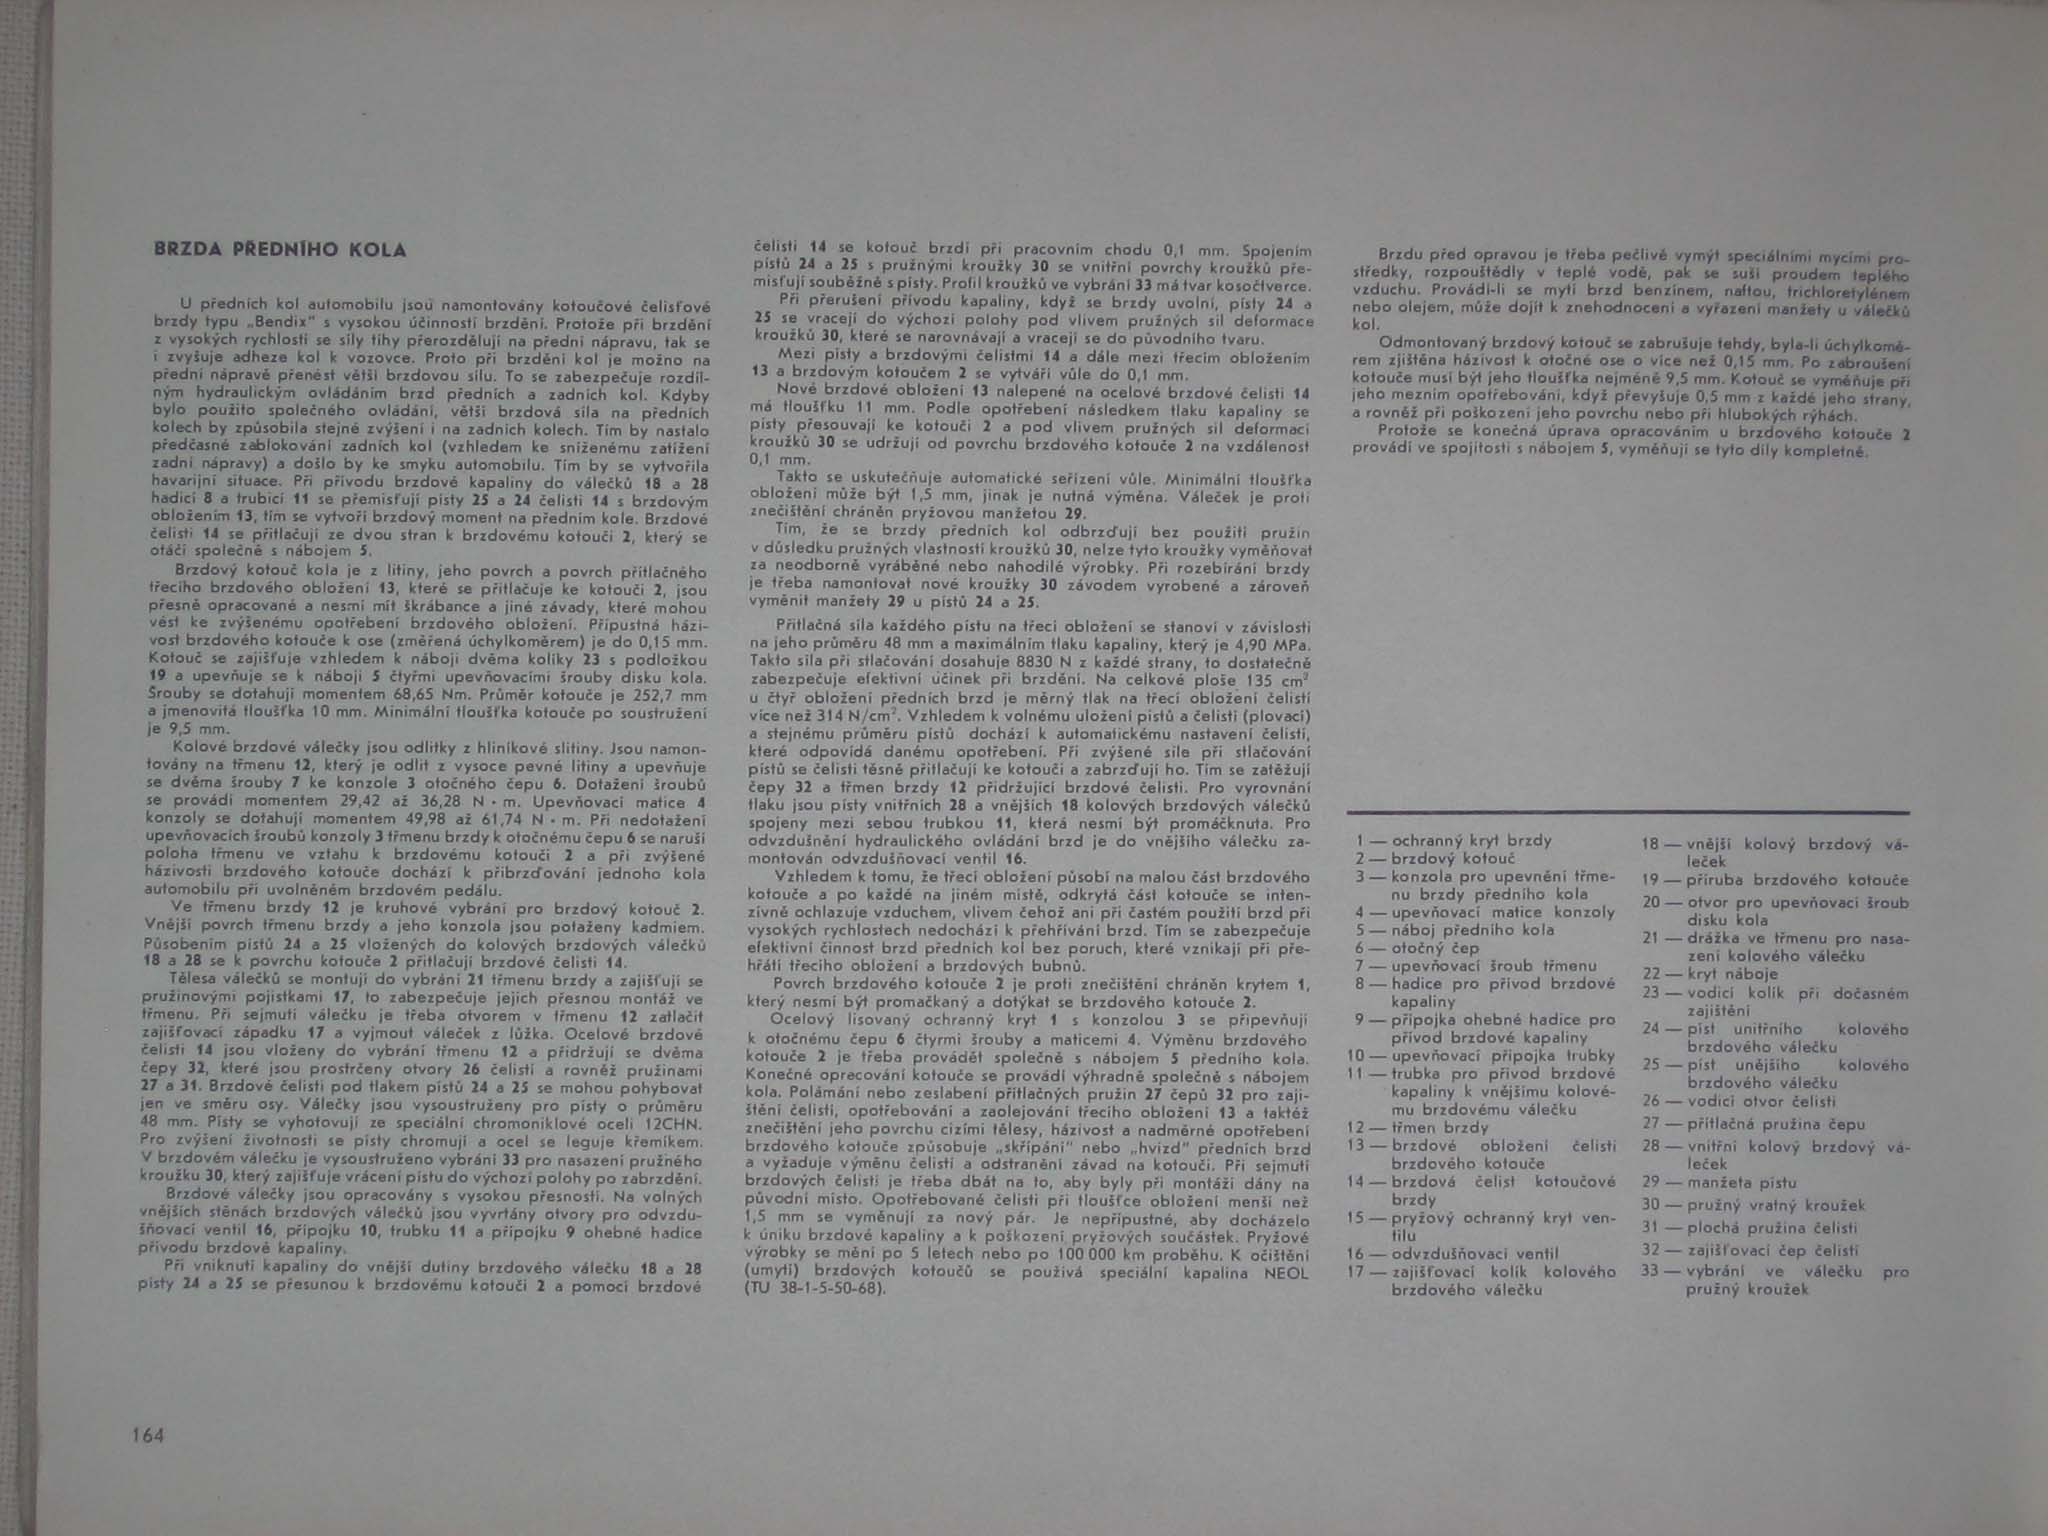 BRZDA PŘEDNÍHO KOLA
U předních kol automobilu jsou namontovány kotoučové čelisťové
brzdy typu „Bendix" s vysokou účinností brzdění. Protože při brzdění
z vysokých rychlostí se síly tíhy přerozdělují na přední nápravu, tak se
i zvyšuje adheze kol k vozovce. Proto při brzdění kol je možno na
přední nápravě přenést větší brzdovou sílu. To se zabezpečuje rozdíl-
ným hydraulickým ovládáním brzd předních a zadních kol. Kdyby
bylo použito společného ovládání, větší brzdová síla na předních
kolech by způsobila stejné zvýšení i na zadních kolech. Tím by nastalo
předčasné zablokování zadních kol (vzhledem ke sníženému zatížení
zadní nápravy) a došlo by ke smyku automobilu. Tím by se vytvořila
havarijní situace. Při přívodu brzdové kapaliny do válečků 18 a 28
hadicí 8 a trubicí 11 se přemisťují písty 25 a 24 čelisti 14 s brzdovým
obložením 13, tím se vytvoří brzdový moment na předním kole. Brzdové
čelisti 14 se přitlačují ze dvou stran k brzdovému kotouči 2, který se
otáčí společně s nábojem 5.
Brzdový kotouč kola je z litiny, jeho povrch a povrch přítlačného
třecího brzdového obložení 13, které se přitlačuje ke kotouči 2, jsou
přesně opracované a nesmí mít škrábance a jiné závady, které mohou
vést ke zvýšenému opotřebení brzdového obložení. Přípustná házi-
vost brzdového kotouče k ose (změřená úchylkoměrem) je do 0,15 mm.
Kotouč se zajišťuje vzhledem k náboji dvěma kolíky 23 s podložkou
19 a upevňuje se k náboji 5 čtyřmi upevňovacími šrouby disku kola.
Šrouby se dotahují momentem 68,65 Nm. Průměr kotouče je 252,7 mm
a jmenovitá tloušťka 10 mm. Minimální tloušťka kotouče po soustružení
je 9,5 mm.
Kolové brzdové válečky jsou odlitky z hliníkové slitiny. Jsou namon-
továny na třmenu 12, který je odlit z vysoce pevné litiny a upevňuje
se dvěma šrouby 7 ke konzole 3 otočného čepu 6. Dotažení šroubů
se provádí momentem 29,42 až 36,28 N · m. Upevňovací matice 4
konzoly se dotahují momentem 49,98 až 61,74 N · m. Při nedotažení
upevňovacích šroubů konzoly 3 třmenu brzdy k otočnému čepu 6 se naruší
poloha třmenu ve vztahu k brzdovému kotouči 2 a při zvýšené
házivosti brzdového kotouče dochází k přibrzďování jednoho kola
automobilu při uvolněném brzdovém pedálu.
Ve třmenu brzdy 12 je kruhové vybrání pro brzdový kotouč 2.
Vnější povrch třmenu brzdy a jeho konzola jsou potaženy kadmiem.
Působením pístů 24 a 25 vložených do kolových brzdových válečků
18 a 28 se k povrchu kotouče 2 přitlačují brzdové čelisti 14.
Tělesa válečků se montují do vybrání 21 třmenu brzdy a zajišťují se
pružinovými pojistkami 17, to zabezpečuje jejich přesnou montáž ve
třmenu. Při sejmutí válečku je třeba otvorem v třmenu 12 zatlačit
zajišťovací západku 17 a vyjmout váleček z lůžka. Ocelové brzdové
čelisti 14 jsou vloženy do vybrání třmenu 12 a přidržují se dvěma
čepy 32, které jsou prostrčeny otvory 26 čelistí a rovněž pružinami
27 a 31. Brzdové čelisti pod tlakem pístů 24 a 25 se mohou pohybovat
jen ve směru osy. Válečky jsou vysoustruženy pro písty o průměru
48 mm. Písty se vyhotovují ze speciální chromoniklové oceli 12CHN.
Pro zvýšení životnosti se písty chromují a ocel se leguje křemíkem.
V brzdovém válečku je vysoustruženo vybrání 33 pro nasazení pružného
kroužku 30, který zajišťuje vrácení pístu do výchozí polohy po zabrzdění.
Brzdové válečky jsou opracovány s vysokou přesností. Na volných
vnějších stěnách brzdových válečků jsou vyvrtány otvory pro odvzdu-
šňovací ventil 16, přípojku 10, trubku 11 a přípojku 9 ohebné hadice
přívodu brzdové kapaliny.
Při vniknutí kapaliny do vnější dutiny brzdového válečku 18 a 28
písty 24 a 25 se přesunou k brzdovému kotouči 2 a pomocí brzdové
čelisti 14 se kotouč brzdí při pracovním chodu 0,1 mm. Spojením
pístů 24 a 25 s pružnými kroužky 30 se vnitřní povrchy kroužků pře-
misťují souběžně s písty. Profil kroužků ve vybrání 33 má tvar kosočtverce.
Při přerušení přívodu kapaliny, když se brzdy uvolní, písty 24 a
25 se vracejí do výchozí polohy pod vlivem pružných sil deformace
kroužků 30, které se narovnávají a vracejí se do původního tvaru.
Mezi písty a brzdovými čelistmi 14 a dále mezi třecím obložením
13 a brzdovým kotoučem 2 se vytváří vůle do 0,1 mm.
Nové brzdové obložení 13 nalepené na ocelové brzdové čelisti 14
má tloušťku 11 mm. Podle opotřebení následkem tlaku kapaliny se
písty přesouvají ke kotouči 2 a pod vlivem pružných sil deformací
kroužků 30 se udržují od povrchu brzdového kotouče 2 na vzdálenost
0,1 mm.
Takto se uskutečňuje automatické seřízení vůle. Minimální tloušťka
obložení může být 1,5 mm, jinak je nutná výměna. Váleček je proti
znečištění chráněn pryžovou manžetou 29.
Tím, že se brzdy předních kol odbrzďují bez použití pružin
v důsledku pružných vlastností kroužků 30, nelze tyto kroužky vyměňovat
za neodborně vyráběné nebo nahodilé výrobky. Při rozebírání brzdy
je třeba namontovat nové kroužky 30 závodem vyrobené a zároveň
vyměnit manžety 29 u pístů 24 a 25.
Přítlačná síla každého pístu na třecí obložení se stanoví v závislosti
na jeho průměru 48 mm a maximálním tlaku kapaliny, který je 4,90 MPa.
Takto síla při stlačování dosahuje 8830 N z každé strany, to dostatečně
zabezpečuje efektivní účinek při brzdění. Na celkové ploše 135 cm²
u čtyř obložení předních brzd je měrný tlak na třecí obložení čelistí
více než 314 N/cm². Vzhledem k volnému uložení pístů a čelistí (plovací)
a stejnému průměru pístů dochází k automatickému nastavení čelistí,
které odpovídá danému opotřebení. Při zvýšené síle při stlačování
pístů se čelisti těsně přitlačují ke kotouči a zabrzďují ho. Tím se zatěžují
čepy 32 a třmen brzdy 12 přidržující brzdové čelisti. Pro vyrovnání
tlaku jsou písty vnitřních 28 a vnějších 18 kolových brzdových válečků
spojeny mezi sebou trubkou 11, která nesmí být promáčknuta. Pro
odvzdušnění hydraulického ovládání brzd je do vnějšího válečku za-
montován odvzdušňovací ventil 16.
Vzhledem k tomu, že třecí obložení působí na malou část brzdového
kotouče a po každé na jiném místě, odkrytá část kotouče se inten-
zívně ochlazuje vzduchem, vlivem čehož ani při častém použití brzd při
vysokých rychlostech nedochází k přehřívání brzd. Tím se zabezpečuje
efektivní činnost brzd předních kol bez poruch, které vznikají při pře-
hřátí třecího obložení a brzdových bubnů.
Povrch brzdového kotouče 2 je proti znečištění chráněn krytem 1,
který nesmí být promačkaný a dotýkat se brzdového kotouče 2.
Ocelový lisovaný ochranný kryt 1 s konzolou 3 se připevňují
k otočnému čepu 6 čtyrmi šrouby a maticemi 4. Výměnu brzdového
kotouče 2 je třeba provádět společně s nábojem 5 předního kola.
Konečné opracování kotouče se provádí výhradně společně s nábojem
kola. Polámání nebo zeslabení přítlačných pružin 27 čepů 32 pro zaji-
štění čelistí, opotřebování a zaolejování třecího obložení 13 a taktéž
znečištění jeho povrchu cizími tělesy, házivost a nadměrné opotřebení
brzdového kotouče způsobuje „skřípání" nebo „hvizd" předních brzd
a vyžaduje výměnu čelistí a odstranění závad na kotouči. Při sejmutí
brzdových čelistí je třeba dbát na to, aby byly při montáži dány na
původní místo. Opotřebované čelisti při tloušťce obložení menší než
1,5 mm se vyměnují za nový pár. Je nepřípustné, aby docházelo
k úniku brzdové kapaliny a k poškození pryžových součástek. Pryžové
výrobky se mění po 5 letech nebo po 100 000 km proběhu. K očištění
(umytí) brzdových kotoučů se používá speciální kapalina NEOL
(TU 38-1-5-50-68).
Brzdu před opravou je třeba pečlivě vymýt speciálními mycími pro-
středky, rozpouštědly v teplé vodě, pak se suší proudem teplého
vzduchu. Provádí-li se mytí brzd benzínem, naftou, trichloretylénem
nebo olejem, může dojít k znehodnocení a vyřazení manžety u válečků
kol.
Odmontovaný brzdový kotouč se zabrušuje tehdy, byla-li úchylkomě-
rem zjištěna házivost k otočné ose o více než 0,15 mm. Po zabroušení
kotouče musí být jeho tloušťka nejméně 9,5 mm. Kotouč se vyměňuje při
jeho mezním opotřebování, když převyšuje 0,5 mm z každé jeho strany,
a rovněž při poškození jeho povrchu nebo při hlubokých rýhách.
Protože se konečná úprava opracováním u brzdového kotouče 2
provádí ve spojitosti s nábojem 5, vyměňují se tyto díly kompletně.
1 — ochranný kryt brzdy
2 — brzdový kotouč
3 — konzola pro upevnění třme-
nu brzdy předního kola
4 — upevňovací matice konzoly
5 — náboj předního kola
6 — otočný čep
7 — upevňovací šroub třmenu
8 — hadice pro přívod brzdové
kapaliny
9 — přípojka ohebné hadice pro
přívod brzdové kapaliny
10 — upevňovací přípojka trubky
11 — trubka pro přívod brzdové
kapaliny k vnějšímu kolové-
mu brzdovému válečku
12 — třmen brzdy
13 — brzdové obložení čelisti
brzdového kotouče
14 — brzdová čelist kotoučové
brzdy
15 — pryžový ochranný kryt ven-
tilu
16 — odvzdušňovací ventil
17 — zajišťovací kolík kolového
brzdového válečku
18 — vnější kolový brzdový vá-
leček
19 — příruba brzdového kotouče
20 — otvor pro upevňovací šroub
disku kola
21 — drážka ve třmenu pro nasa-
zení kolového válečku
22 — kryt náboje
23 — vodicí kolík při dočasném
zajištění
24 — píst unitřního kolového
brzdového válečku
25 — píst unějšího kolového
brzdového válečku
26 — vodicí otvor čelisti
27 — přítlačná pružina čepu
28 — vnitřní kolový brzdový vá-
leček
29 — manžeta pístu
30 — pružný vratný kroužek
31 — plochá pružina čelisti
32 — zajišťovací čep čelisti
33 — vybrání ve válečku pro
pružný kroužek
164